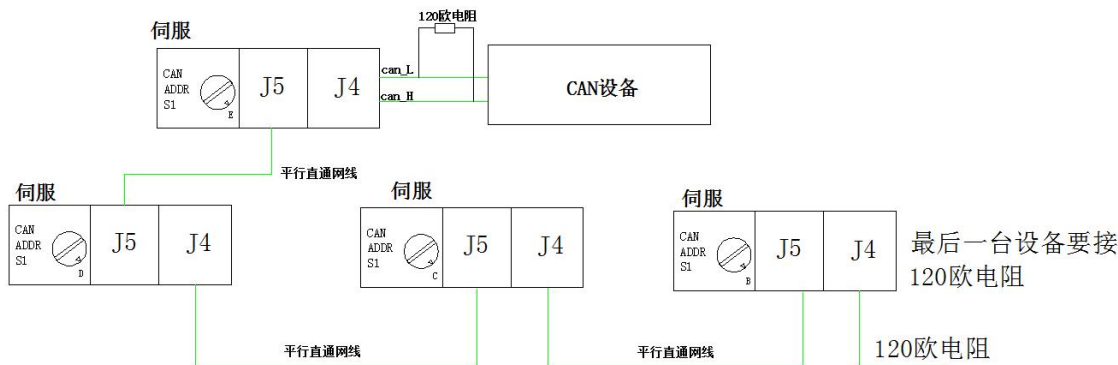 120欧电阻
伺服
CAN
ADDR
S1
E
J5
J4
can_L
can_H
CAN设备
平行直通网线
伺服
CAN
ADDR
S1
D
J5
J4
伺服
CAN
ADDR
S1
C
J5
J4
伺服
CAN
ADDR
S1
B
J5
J4
最后一台设备要接
120欧电阻
平行直通网线
平行直通网线
120欧电阻